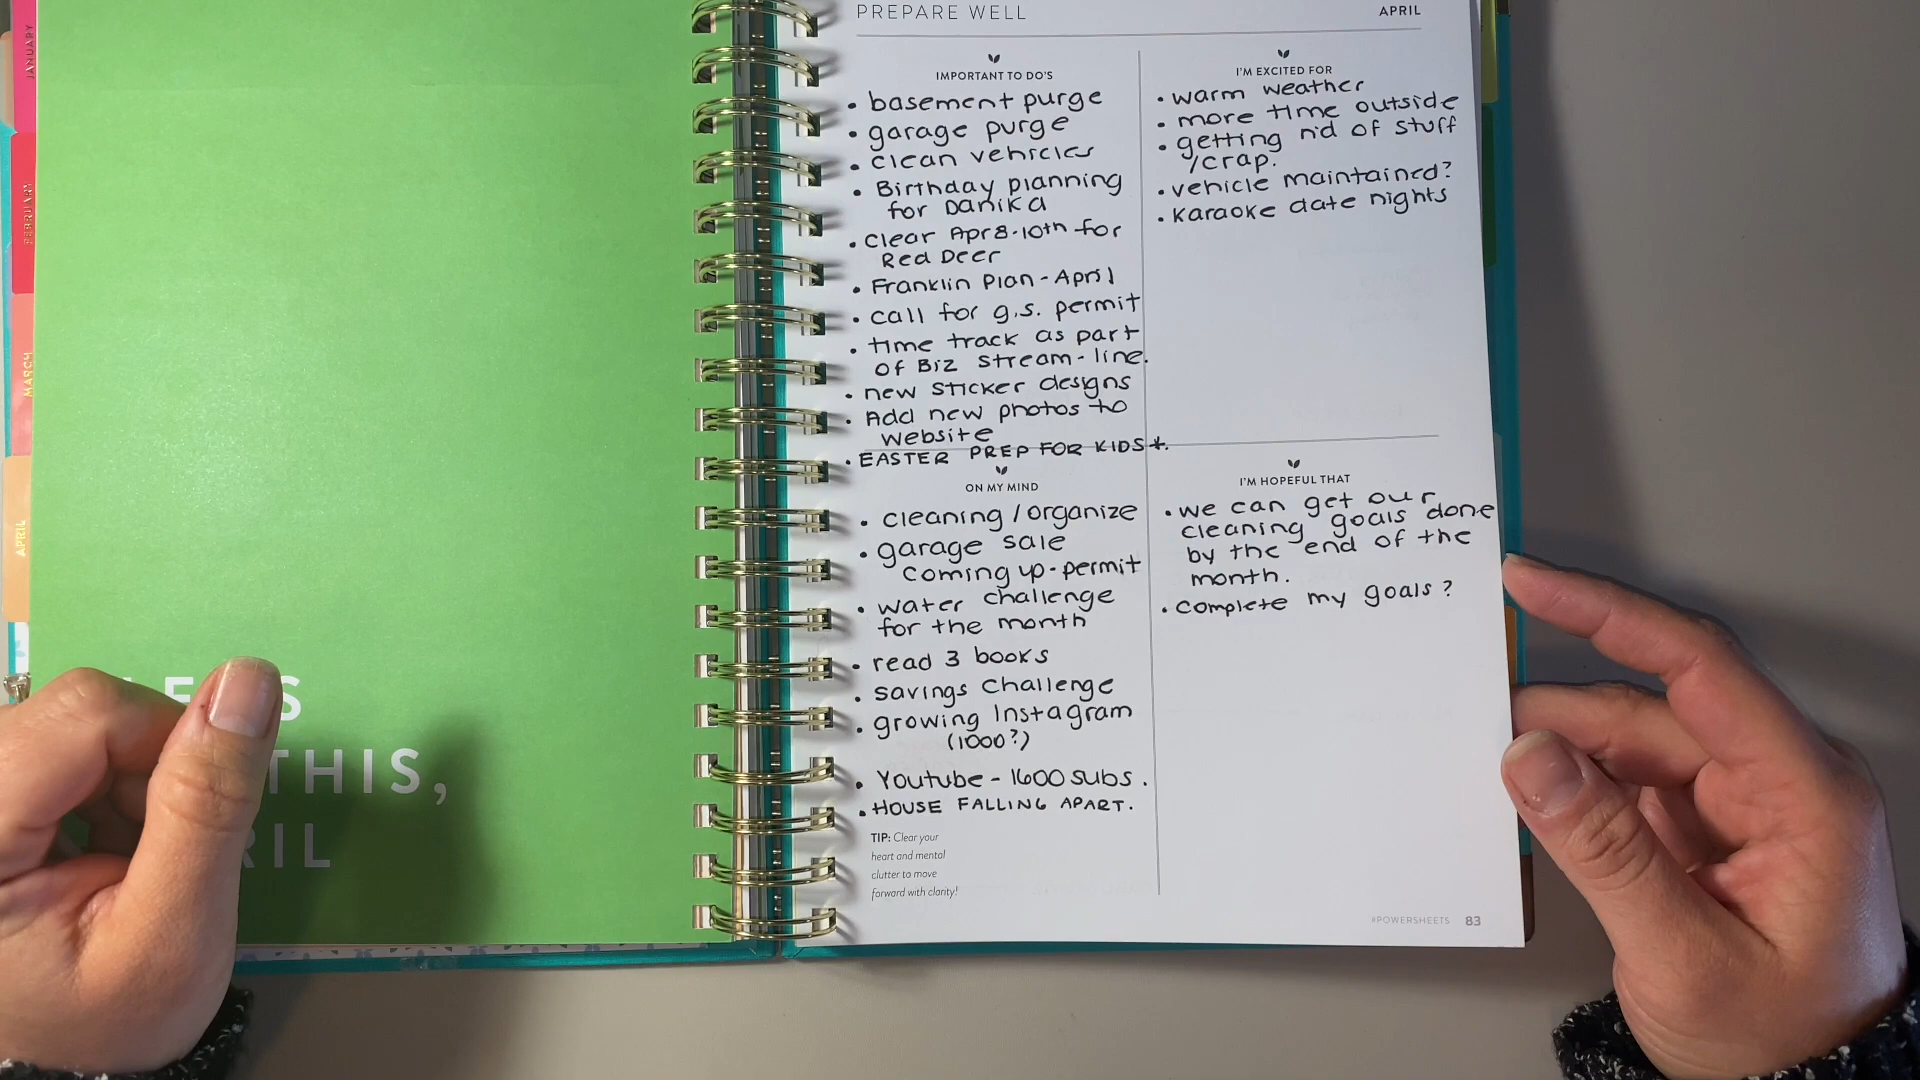 JANUARY
FEBRUARY
MARCH
APRIL
THIS,
PREPARE WELL
APRIL
IMPORTANT TO DO'S
• basement purge
• garage purge
• clean vehicles
• Birthday planning
for Danika
• clear Apr 8-10th for
Red Deer
• Franklin Plan - April
• call for g.s. permit
• time track as part
of Biz stream-line.
• new sticker designs
• Add new photos to
website
• EASTER PREP FOR KIDS *.
I'M EXCITED FOR
• warm weather
• more time outside
• getting rid of stuff
/crap.
• vehicle maintained?
• karaoke date nights
ON MY MIND
• cleaning / organize
• garage sale
coming up - permit
• water challenge
for the month
• read 3 books
• savings challenge
• growing Instagram
(1000?)
• Youtube - 1600 subs.
• HOUSE FALLING APART.
TIP: Clear your
heart and mental
clutter to move
forward with clarity!
I'M HOPEFUL THAT
• we can get our
cleaning goals done
by the end of the
month.
• complete my goals?
#POWERSHEETS 83